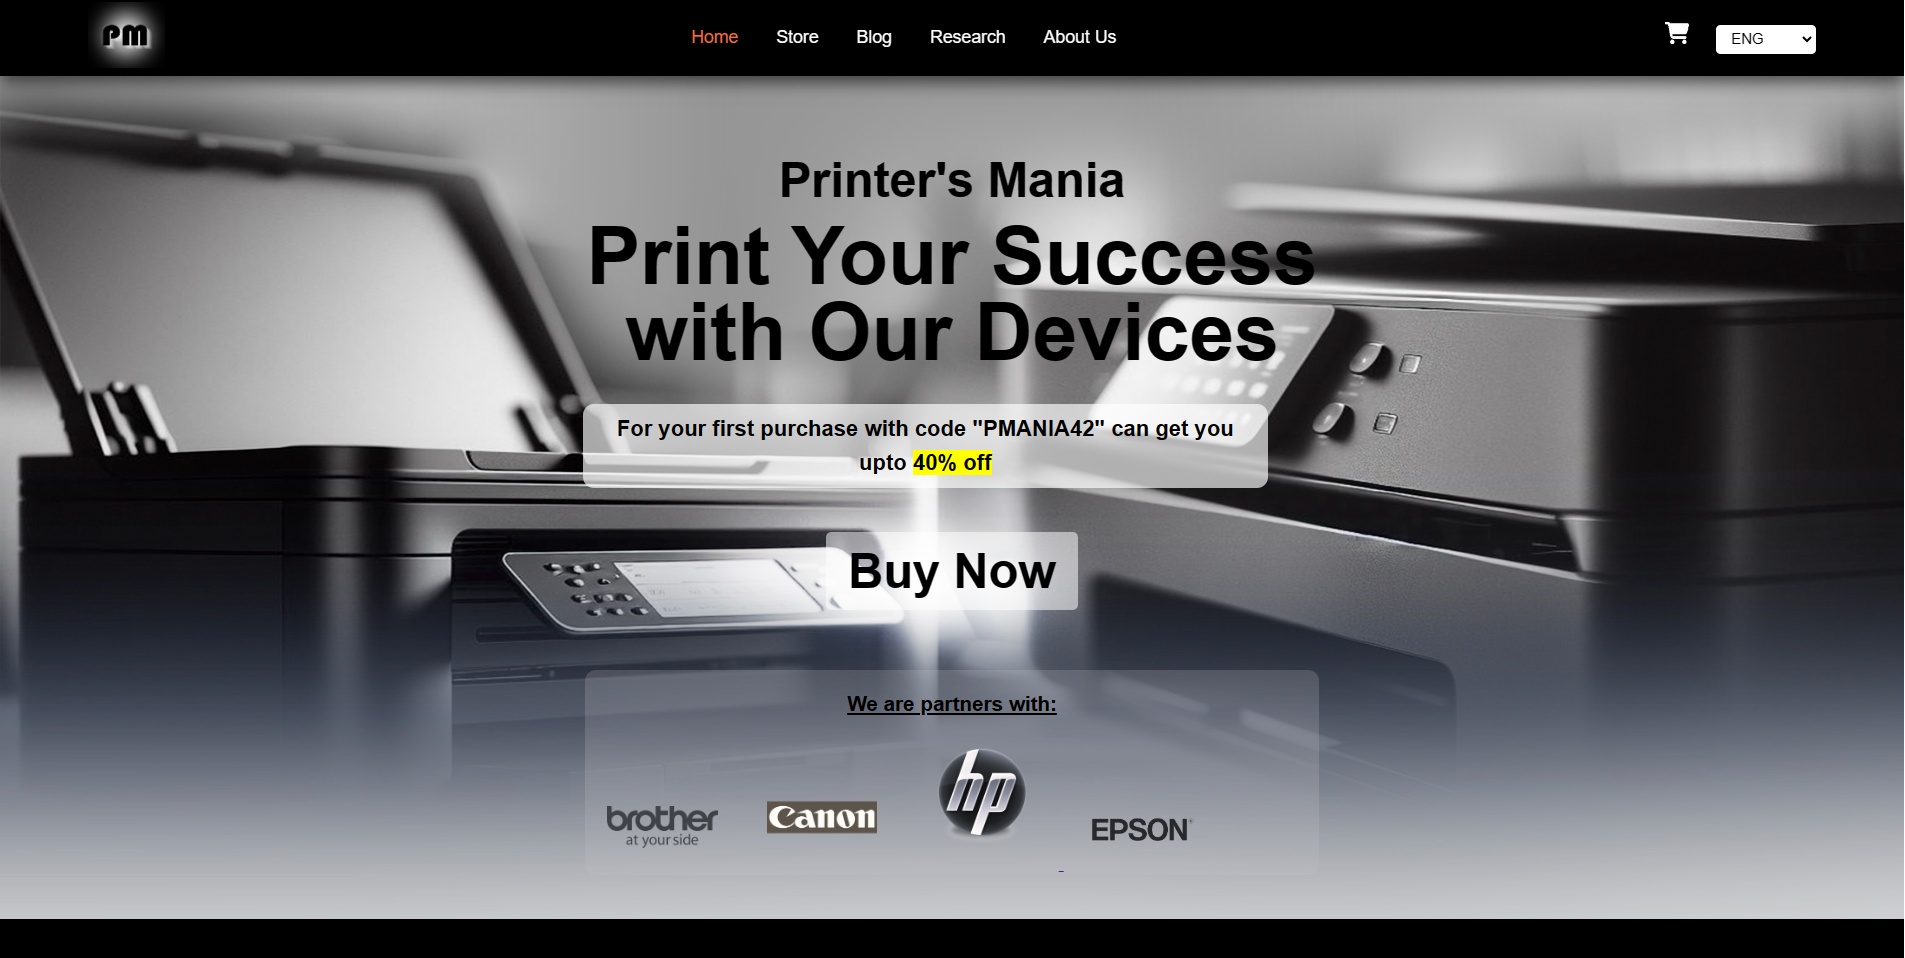 PM
Home Store Blog Research About Us
ENG
Printer's Mania
Print Your Success
with Our Devices
For your first purchase with code "PMANIA42" can get you
upto 40% off
Buy Now
We are partners with:
brother
at your side
Canon
hp
EPSON